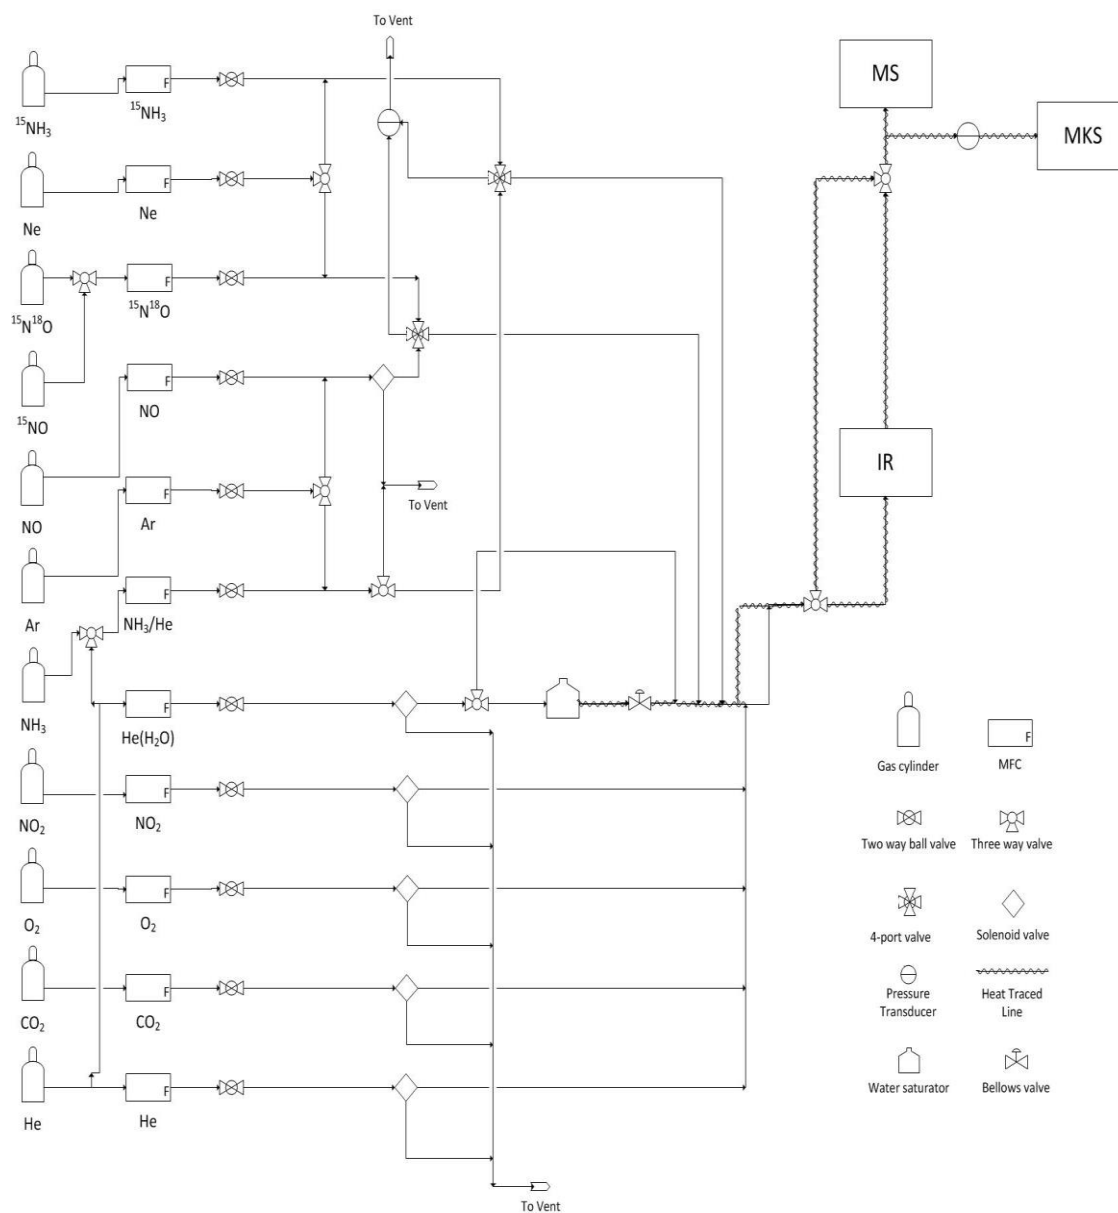 To Vent
MS
F
¹⁵NH₃
¹⁵NH₃
MKS
F
Ne
Ne
F
¹⁵N¹⁸O
¹⁵N¹⁸O
F
¹⁵NO
NO
IR
F
NO
Ar
To Vent
F
Ar
NH₃/He
F
NH₃
He(H₂O)
F
Gas cylinder
MFC
F
NO₂
NO₂
Two way ball valve
Three way valve
F
O₂
O₂
4-port valve
Solenoid valve
F
CO₂
CO₂
Pressure
Transducer
Heat Traced
Line
F
He
He
Water saturator
Bellows valve
To Vent